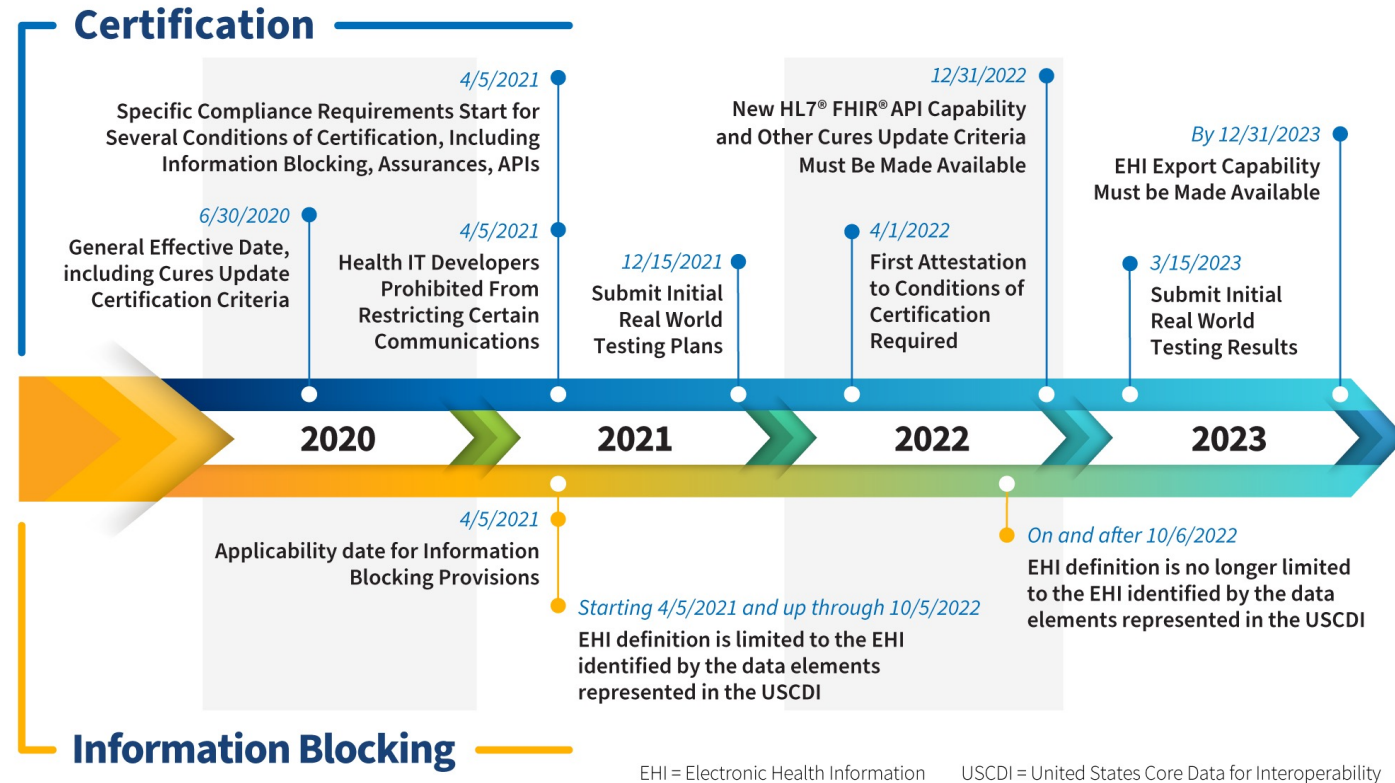 Certification
4/5/2021
Specific Compliance Requirements Start for
Several Conditions of Certification, Including
Information Blocking, Assurances, APIs
6/30/2020
General Effective Date,
including Cures Update
Certification Criteria
4/5/2021
Health IT Developers
Prohibited From
Restricting Certain
Communications
12/15/2021
Submit Initial
Real World
Testing Plans
12/31/2022
New HL7® FHIR® API Capability
and Other Cures Update Criteria
Must Be Made Available
4/1/2022
First Attestation
to Conditions of
Certification
Required
By 12/31/2023
EHI Export Capability
Must be Made Available
3/15/2023
Submit Initial
Real World
Testing Results
2020
2021
2022
2023
4/5/2021
Applicability date for Information
Blocking Provisions
Starting 4/5/2021 and up through 10/5/2022
EHI definition is limited to the EHI
identified by the data elements
represented in the USCDI
On and after 10/6/2022
EHI definition is no longer limited
to the EHI identified by the data
elements represented in the USCDI
Information Blocking
EHI = Electronic Health Information USCDI = United States Core Data for Interoperability